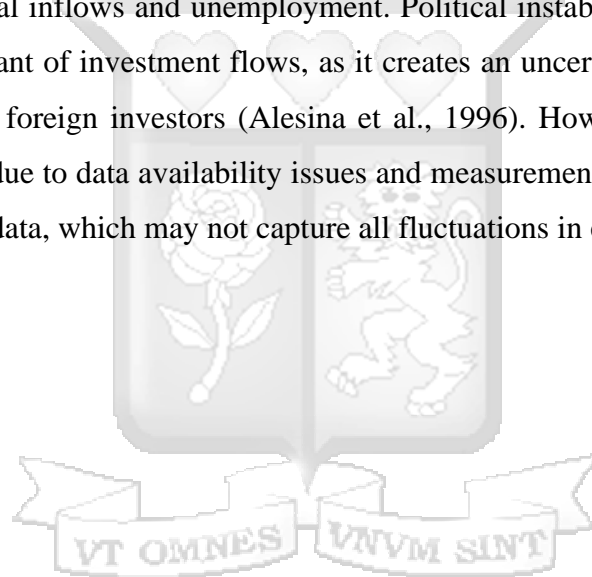 al inflows and unemployment. Political instab
ant of investment flows, as it creates an uncer
foreign investors (Alesina et al., 1996). How
due to data availability issues and measuremen
data, which may not capture all fluctuations in
VT OMNES VNVM SINT